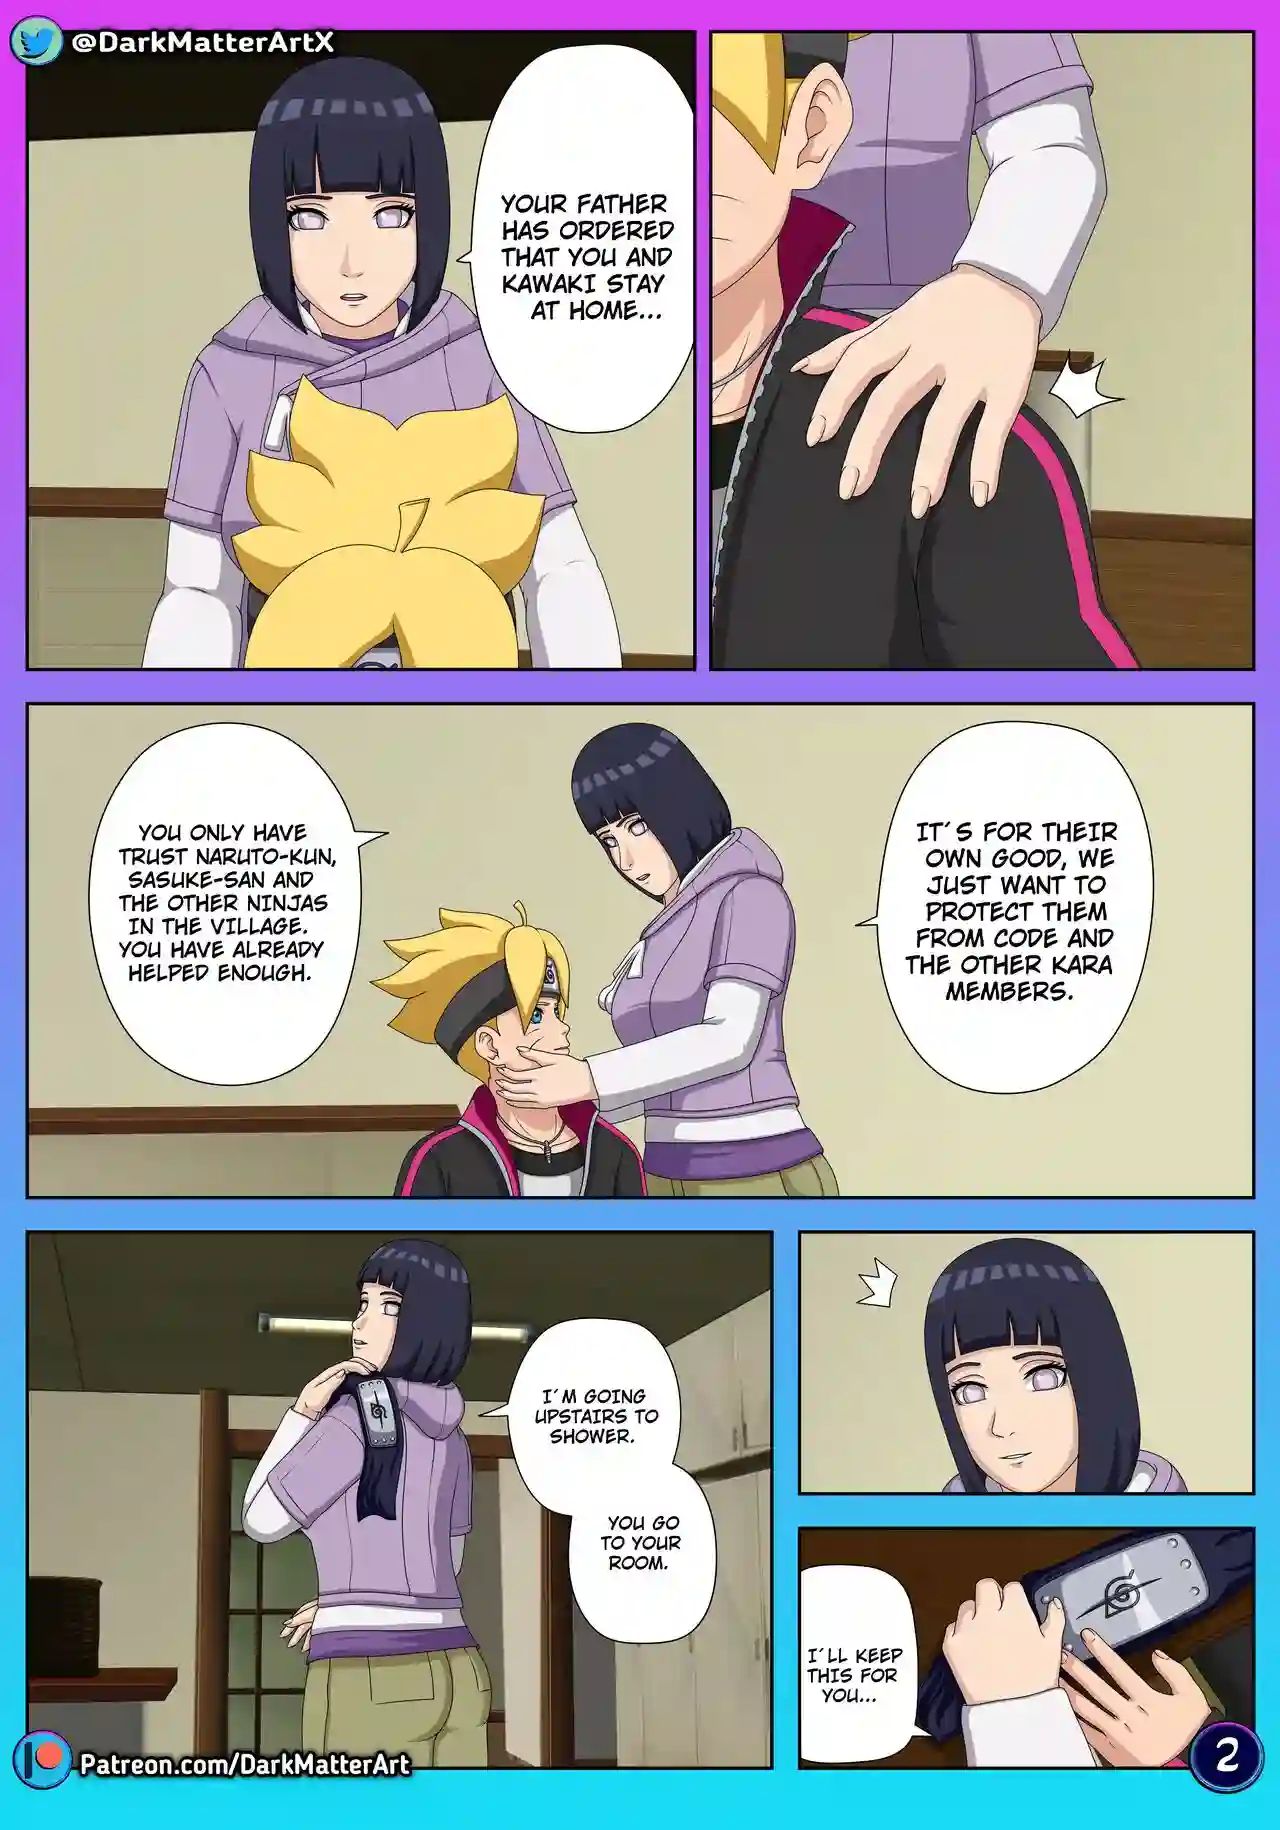 @DarkMatterArtX
YOUR FATHER
HAS ORDERED
THAT YOU AND
KAWAKI STAY
AT HOME...
YOU ONLY HAVE
TRUST NARUTO-KUN,
SASUKE-SAN AND
THE OTHER NINJAS
IN THE VILLAGE.
YOU HAVE ALREADY
HELPED ENOUGH.
IT´S FOR THEIR
OWN GOOD, WE
JUST WANT TO
PROTECT THEM
FROM CODE AND
THE OTHER KARA
MEMBERS.
I´M GOING
UPSTAIRS TO
SHOWER.
YOU GO
TO YOUR
ROOM.
I´LL KEEP
THIS FOR
YOU...
Patreon.com/DarkMatterArt
2